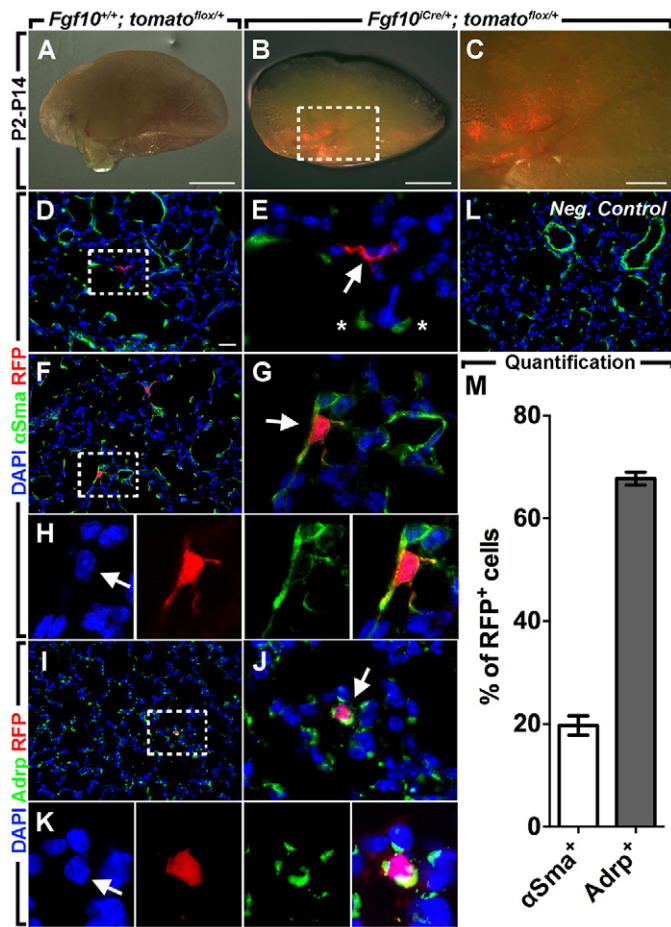 Fgf10+/+; tomatoflox/+
Fgf10iCre/+; tomatoflox/+
P2-P14
A
B
C
D
E
* *
L
Neg. Control
DAPI αSma RFP
F
G
H
Quantification
M
80
60
40
20
0
% of RFP+ cells
αSma+
Adrp+
DAPI Adrp RFP
I
J
K